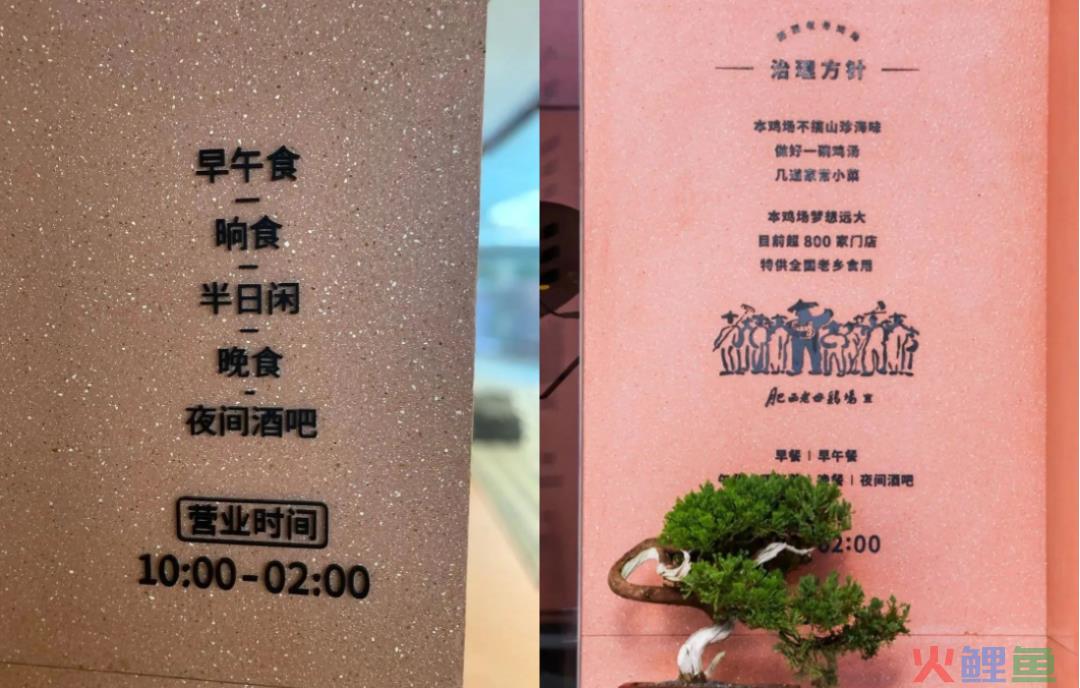 早午食
晌食
半日闲
晚食
夜间酒吧
营业时间
10:00-02:00
治理方针
本鸡场不搞山珍海味
做好一碗鸡汤
几道家常小菜
本鸡场梦想远大
目前超 800 家门店
特供全国老乡食用
肥西老母鸡场 宣
早餐 | 早午餐
晚餐 | 夜间酒吧
02:00
火鲤鱼